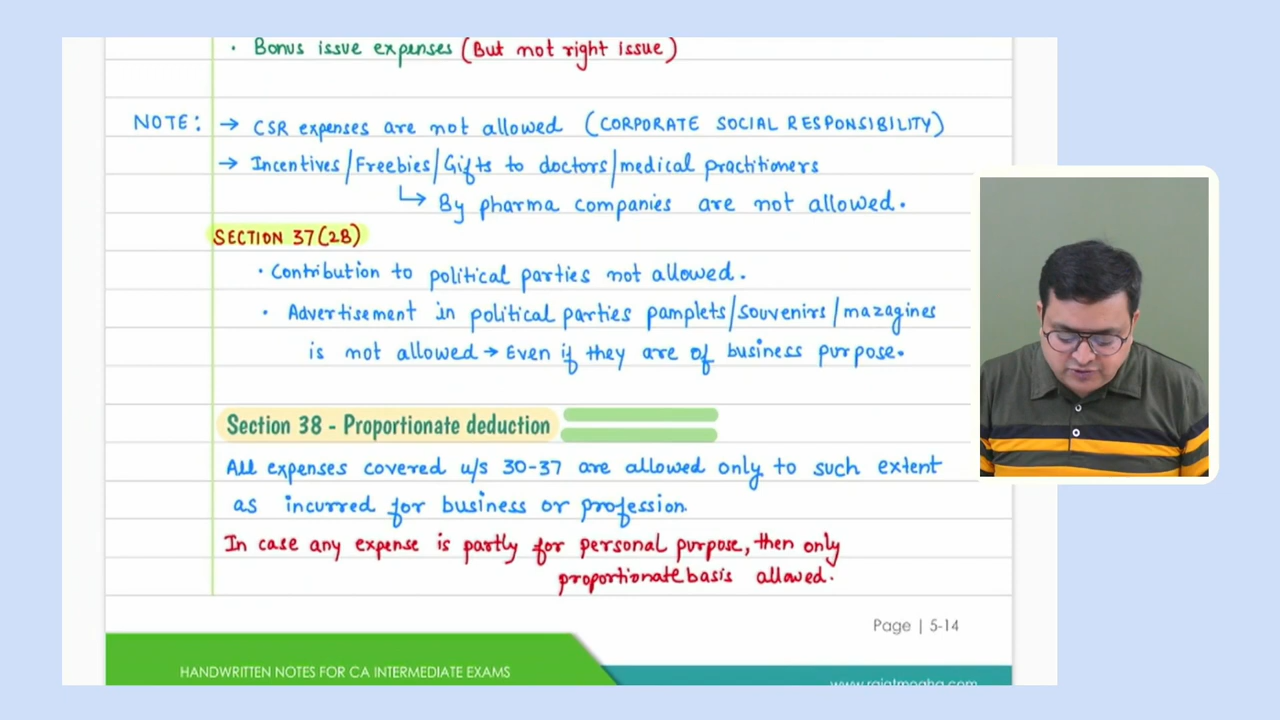 · Bonus issue expenses (But not right issue)
NOTE: → CSR expenses are not allowed (CORPORATE SOCIAL RESPONSIBILITY)
→ Incentives/Freebies/Gifts to doctors/medical practitioners
↳ By pharma companies are not allowed.
SECTION 37(2B)
· Contribution to political parties not allowed.
· Advertisement in political parties pamplets/souvenirs/mazagines
is not allowed → Even if they are of business purpose.
Section 38 - Proportionate deduction
All expenses covered u/s 30-37 are allowed only to such extent
as incurred for business or profession.
In case any expense is partly for personal purpose, then only
proportionate basis allowed.
Page | 5-14
HANDWRITTEN NOTES FOR CA INTERMEDIATE EXAMS
www.rajatmogha.com